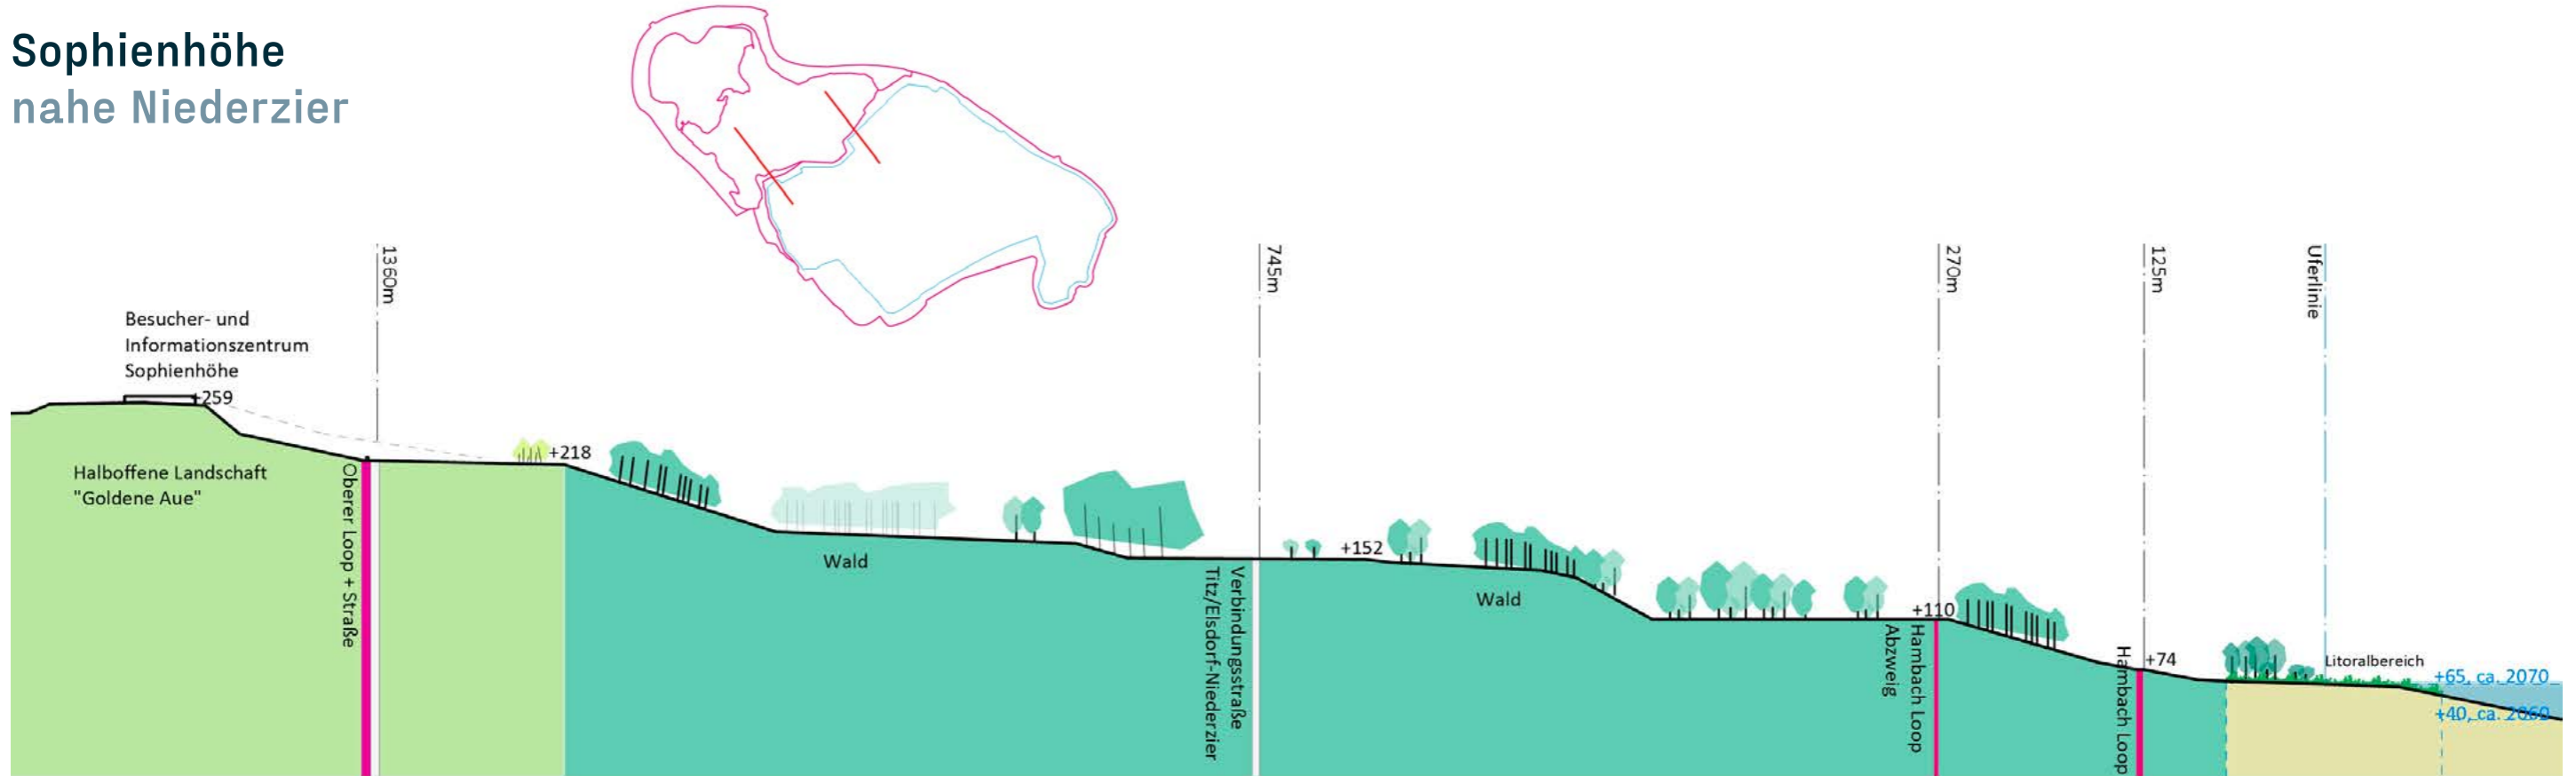 Sophienhöhe
nahe Niederzier
1360m
745m
270m
125m
Uferlinie
Besucher- und
Informationszentrum
Sophienhöhe
+259
Halboffene Landschaft
"Goldene Aue"
Oberer Loop + Straße
+218
Wald
Verbindungsstraße
Titz/Elsdorf-Niederzier
+152
Wald
+110
Hambach Loop
Abzweig
Hambach Loop
+74
Litoralbereich
+65, ca. 2070
+40, ca. 2060